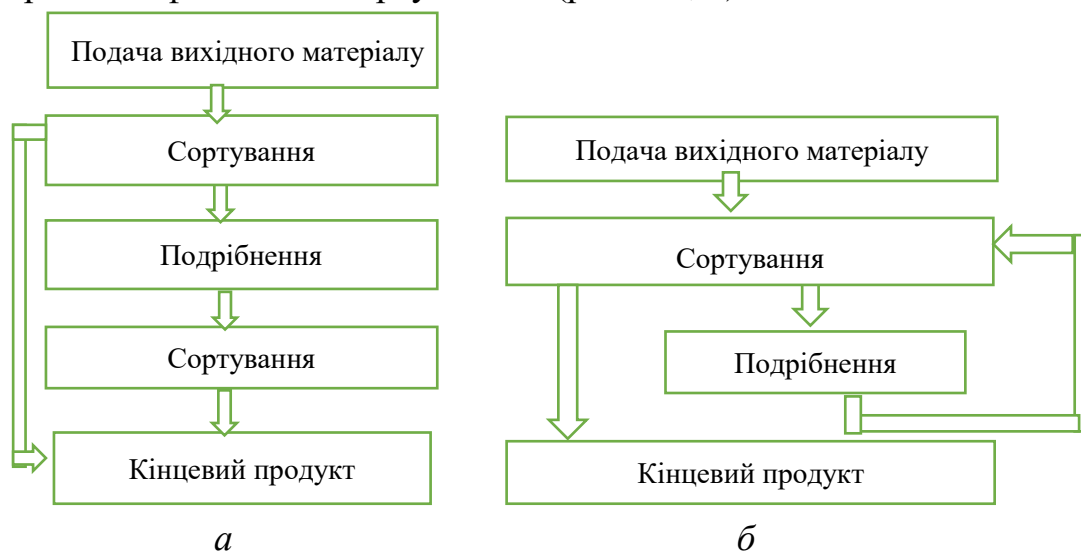 Подача вихідного матеріалу
Сортування
Подрібнення
Сортування
Кінцевий продукт
а
Подача вихідного матеріалу
Сортування
Подрібнення
Кінцевий продукт
б